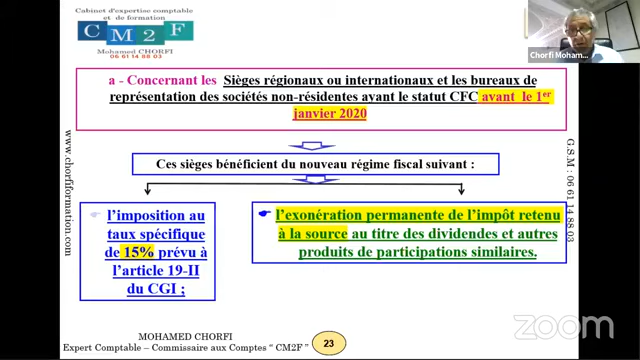 Cabinet d'expertise comptable
et de formation
CM2F
Mohamed CHORFI
06 61 14 88 03
Chorfi Moham...
a - Concernant les Sièges régionaux ou internationaux et les bureaux de
représentation des sociétés non-résidentes avant le statut CFC avant le 1er
janvier 2020
Ces sièges bénéficient du nouveau régime fiscal suivant :
l'imposition au
taux spécifique
de 15% prévu à
l'article 19-II
du CGI ;
l'exonération permanente de l'impôt retenu
à la source au titre des dividendes et autres
produits de participations similaires.
www.chorfiformation.com
G.S.M : 06 61 14 88 03
MOHAMED CHORFI
Expert Comptable – Commissaire aux Comptes " CM2F "
23
zoom